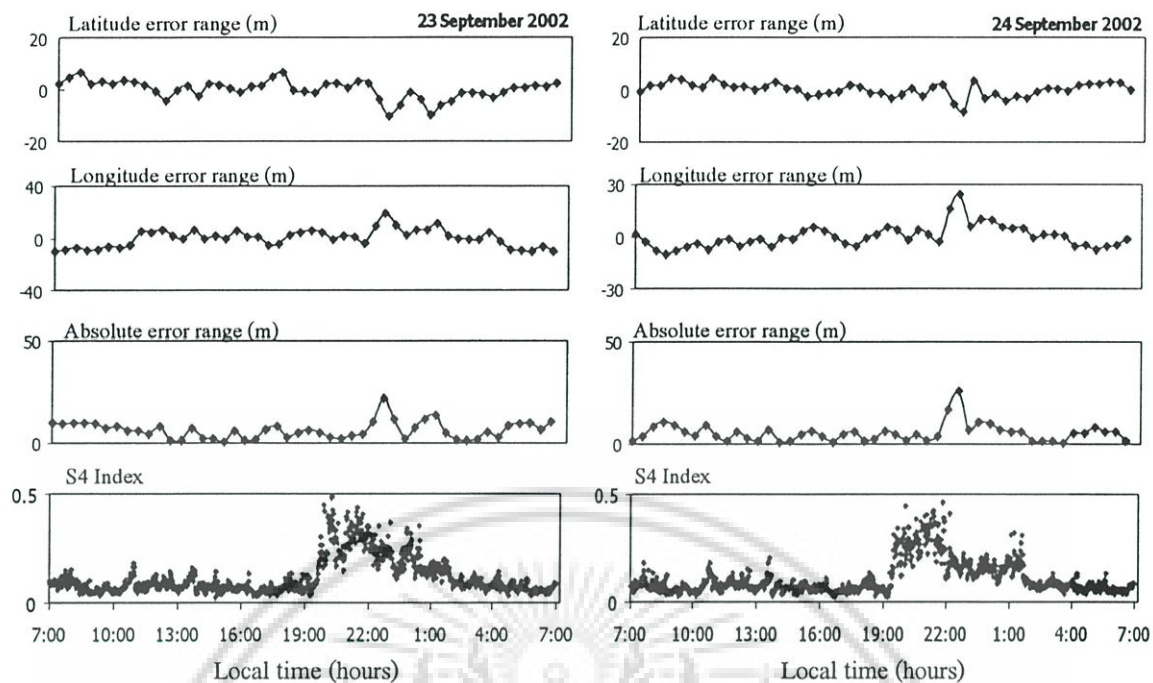 Latitude error range (m)
23 September 2002
20
0
-20
Longitude error range (m)
40
0
-40
Absolute error range (m)
50
0
S4 Index
0.5
0
7:00 10:00 13:00 16:00 19:00 22:00 1:00 4:00 7:00
Local time (hours)
Latitude error range (m)
24 September 2002
20
0
-20
Longitude error range (m)
30
0
-30
Absolute error range (m)
50
0
S4 Index
0.5
0
7:00 10:00 13:00 16:00 19:00 22:00 1:00 4:00 7:00
Local time (hours)